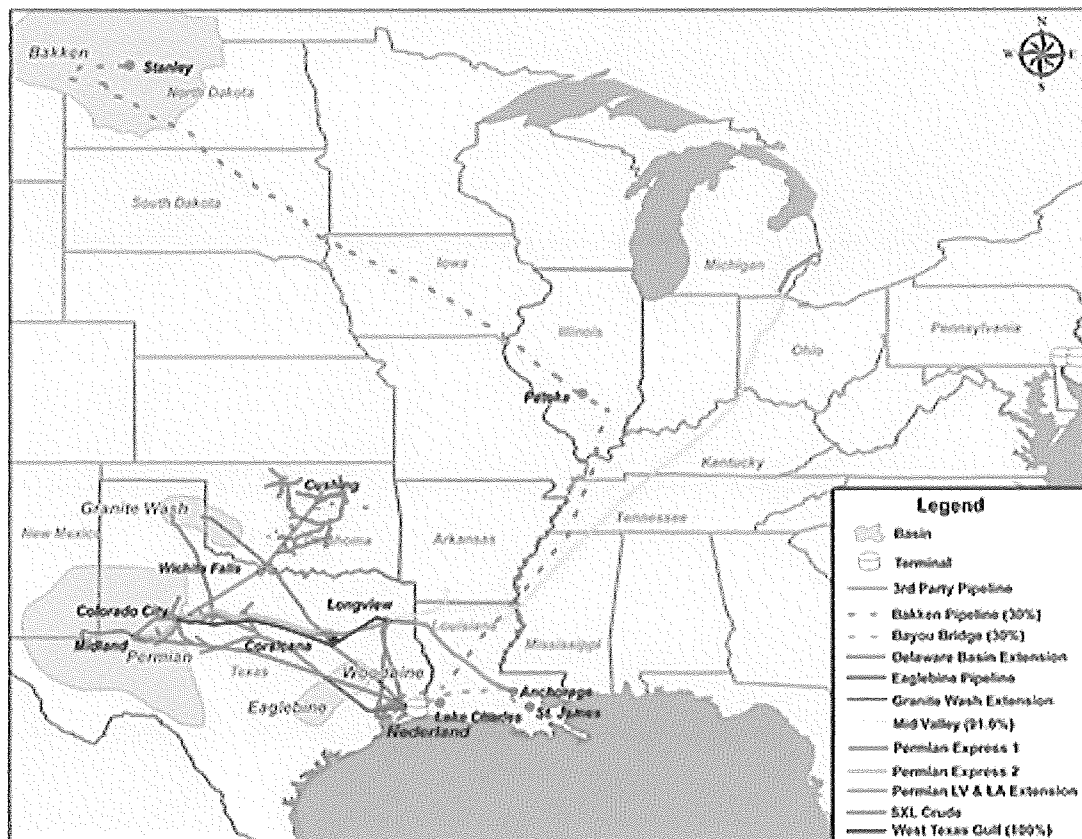 N
W
E
S
Bakken
Stanley
North Dakota
South Dakota
Iowa
Michigan
Illinois
Ohio
Pennsylvania
Patoka
Kentucky
Tennessee
Cushing
Granite Wash
New Mexico
Arkansas
Wichita Falls
Colorado City
Longview
Louisiana
Mississippi
Midland
Corsicana
Permian
Texas
Woodbine
Anchorage
Eaglebine
Lake Charles
St. James
Nederland
Legend
Basin
Terminal
3rd Party Pipeline
Bakken Pipeline (30%)
Bayou Bridge (30%)
Delaware Basin Extension
Eaglebine Pipeline
Granite Wash Extension
Mid Valley (91.0%)
Permian Express 1
Permian Express 2
Permian LV & LA Extension
SXL Crude
West Texas Gulf (100%)